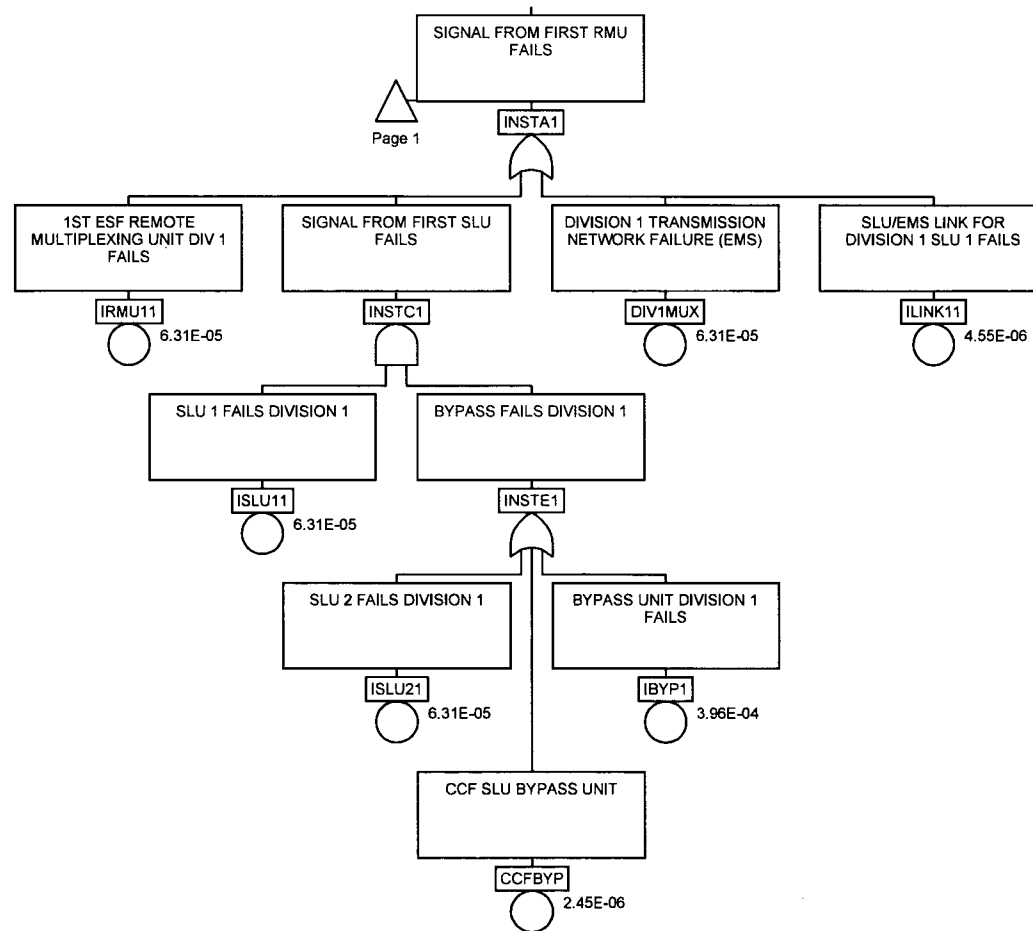 SIGNAL FROM FIRST RMU
FAILS
Page 1
INSTA1
1ST ESF REMOTE
MULTIPLEXING UNIT DIV 1
FAILS
SIGNAL FROM FIRST SLU
FAILS
DIVISION 1 TRANSMISSION
NETWORK FAILURE (EMS)
SLU/EMS LINK FOR
DIVISION 1 SLU 1 FAILS
IRMU11
6.31E-05
INSTC1
DIV1MUX
6.31E-05
ILINK11
4.55E-06
SLU 1 FAILS DIVISION 1
BYPASS FAILS DIVISION 1
ISLU11
6.31E-05
INSTE1
SLU 2 FAILS DIVISION 1
BYPASS UNIT DIVISION 1
FAILS
ISLU21
6.31E-05
IBYP1
3.96E-04
CCF SLU BYPASS UNIT
CCFBYP
2.45E-06